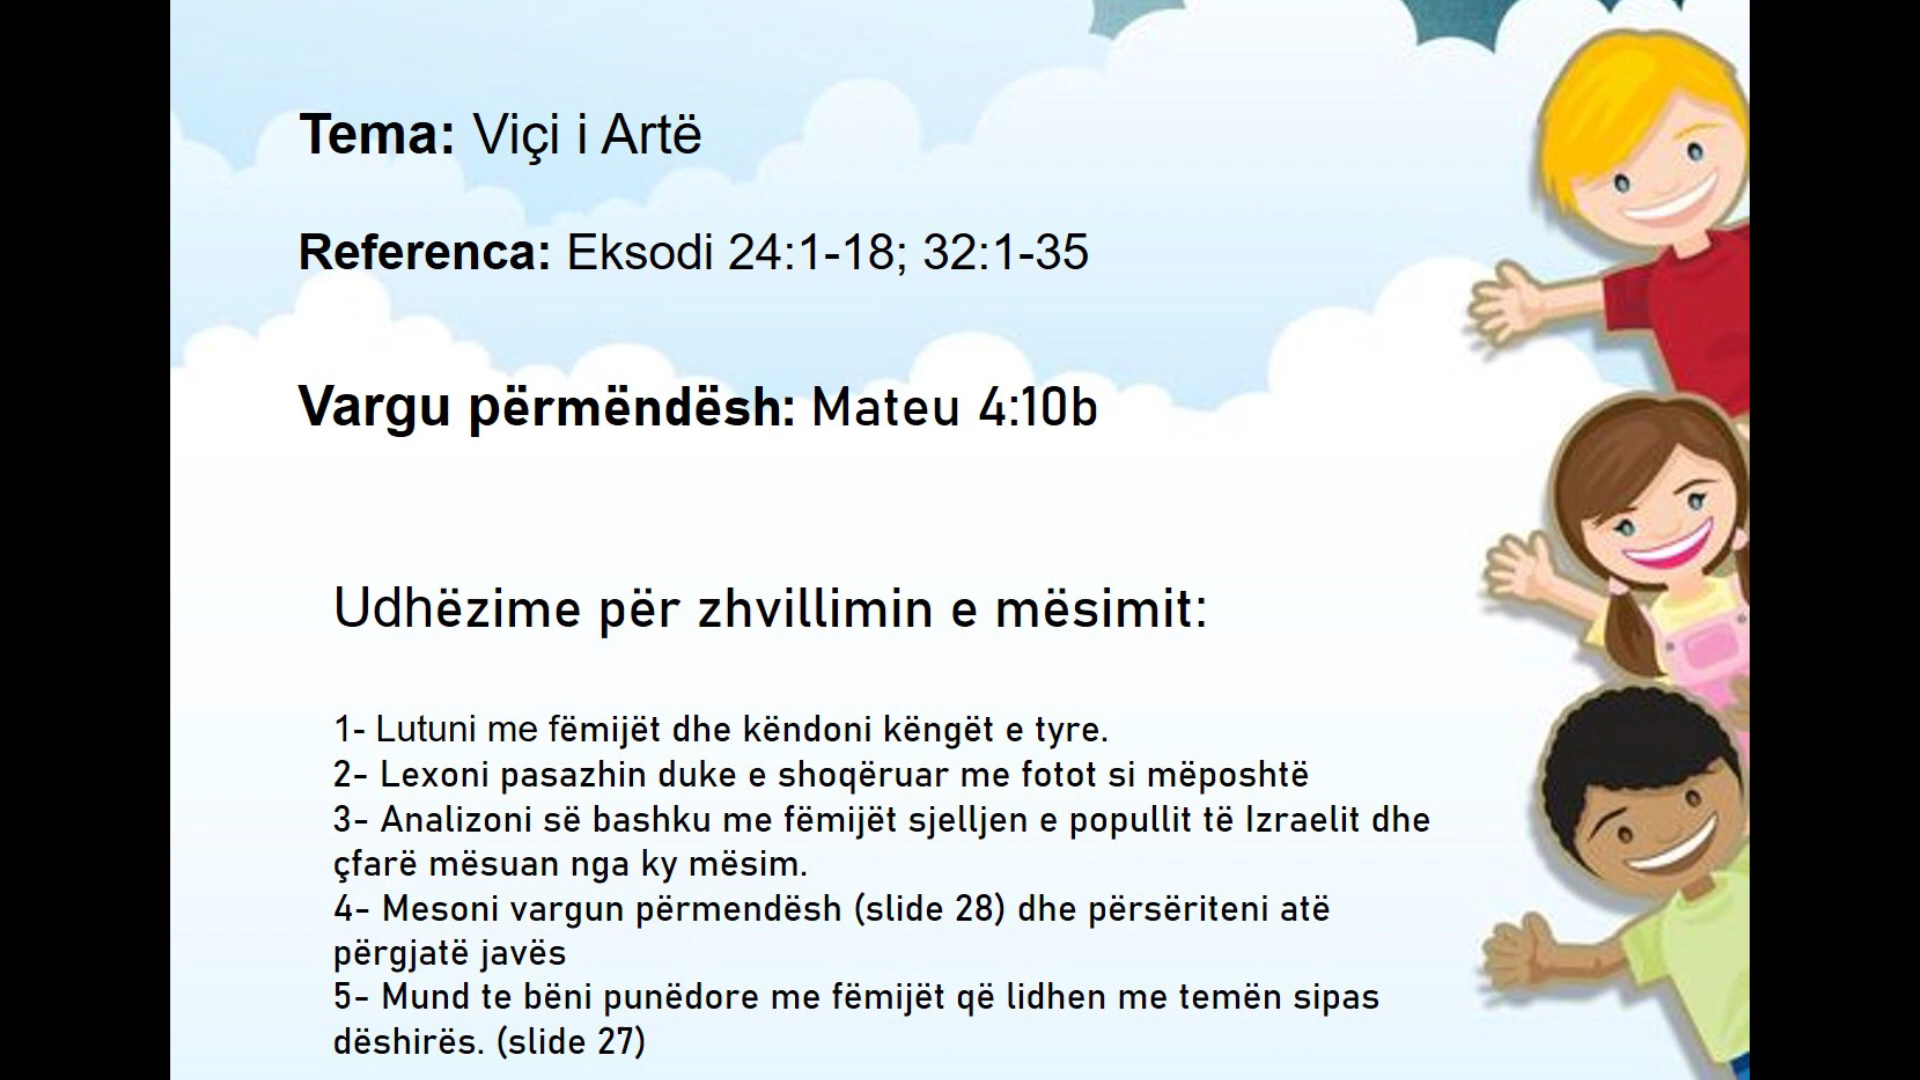 Tema: Viçi i Artë
Referenca: Eksodi 24:1-18; 32:1-35
Vargu përmëndësh: Mateu 4:10b
Udhëzime për zhvillimin e mësimit:
1- Lutuni me fëmijët dhe këndoni këngët e tyre.
2- Lexoni pasazhin duke e shoqëruar me fotot si mëposhtë
3- Analizoni së bashku me fëmijët sjelljen e popullit të Izraelit dhe
çfarë mësuan nga ky mësim.
4- Mesoni vargun përmendësh (slide 28) dhe përsëriteni atë
përgjatë javës
5- Mund te bëni punëdore me fëmijët që lidhen me temën sipas
dëshirës. (slide 27)